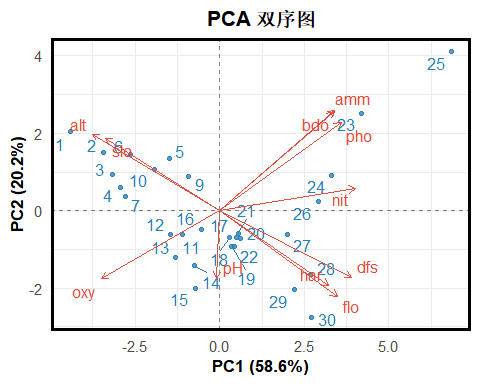 PCA 双序图
PC2 (20.2%)
4
2
0
-2
25
amm
bdo 23
pho
alt
1
2
6
slo
5
3
10
9
4
7
24
nit
26
12
16
17
21
20
27
13
11
18
22
pH
19
14
15
28
har
dfs
oxy
29
flo
30
-2.5
0.0
2.5
5.0
PC1 (58.6%)